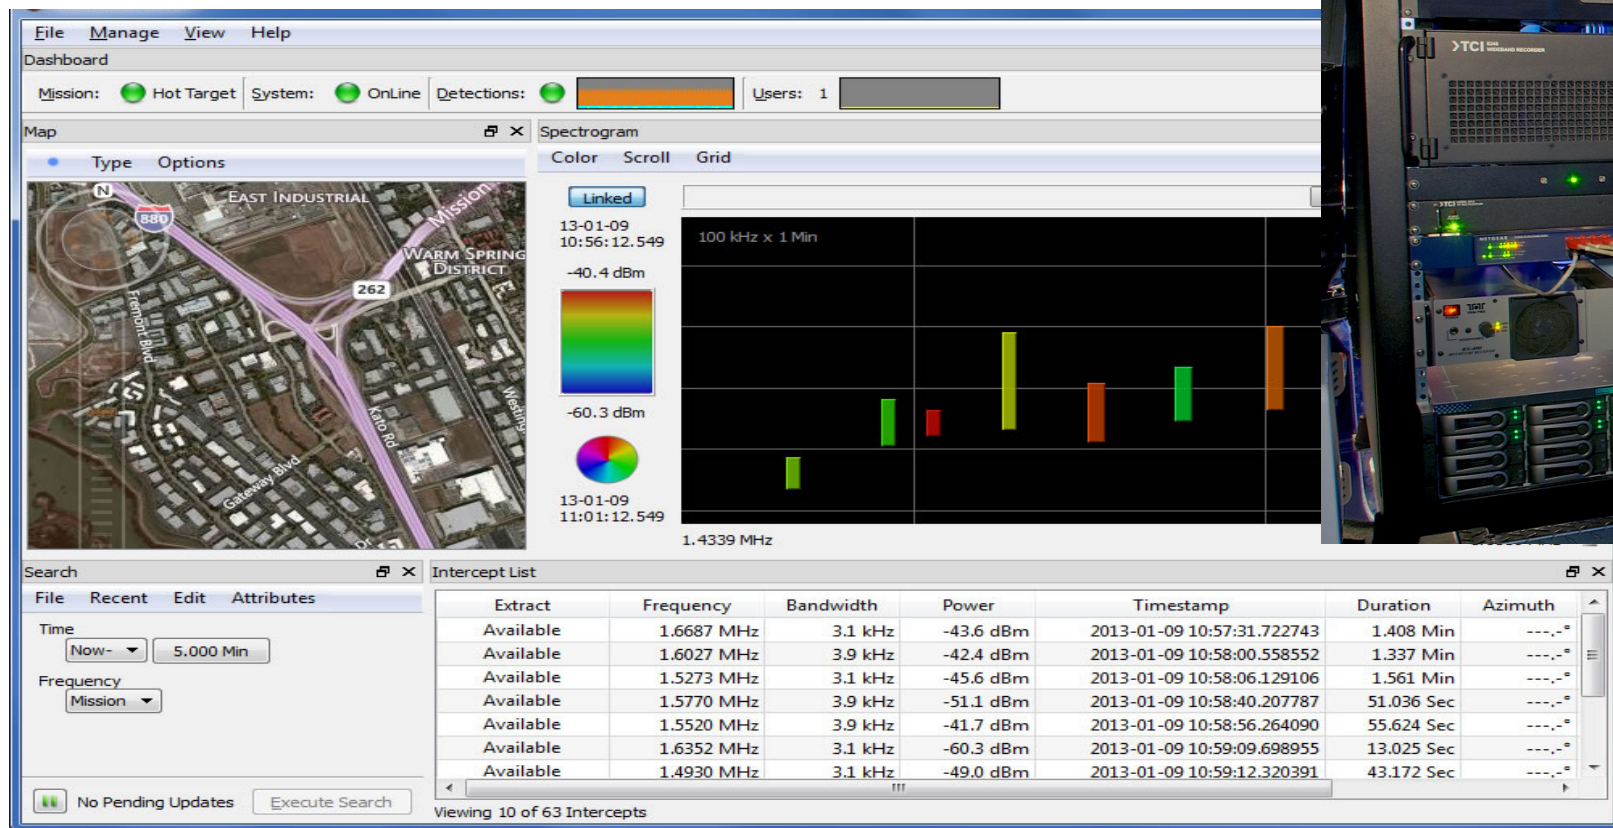 File Manage View Help
Dashboard
Mission: Hot Target System: OnLine Detections: Users: 1
Map
Type Options
N
EAST INDUSTRIAL
880
Mission
WARM SPRING
DISTRICT
262
Fremont Blvd
Kato Rd
Westing
Gateway Blvd
Dr
Spectrogram
Color Scroll Grid
Linked
13-01-09
10:56:12.549
-40.4 dBm
-60.3 dBm
13-01-09
11:01:12.549
100 kHz x 1 Min
1.4339 MHz
TCI
WIDEBAND RECORDER
TCI
NETGEAR
Search
File Recent Edit Attributes
Time
Now- 5.000 Min
Frequency
Mission
No Pending Updates Execute Search
Intercept List
Extract Frequency Bandwidth Power Timestamp Duration Azimuth
Available 1.6687 MHz 3.1 kHz -43.6 dBm 2013-01-09 10:57:31.722743 1.408 Min ---.-°
Available 1.6027 MHz 3.9 kHz -42.4 dBm 2013-01-09 10:58:00.558552 1.337 Min ---.-°
Available 1.5273 MHz 3.1 kHz -45.6 dBm 2013-01-09 10:58:06.129106 1.561 Min ---.-°
Available 1.5770 MHz 3.9 kHz -51.1 dBm 2013-01-09 10:58:40.207787 51.036 Sec ---.-°
Available 1.5520 MHz 3.9 kHz -41.7 dBm 2013-01-09 10:58:56.264090 55.624 Sec ---.-°
Available 1.6352 MHz 3.1 kHz -60.3 dBm 2013-01-09 10:59:09.698955 13.025 Sec ---.-°
Available 1.4930 MHz 3.1 kHz -49.0 dBm 2013-01-09 10:59:12.320391 43.172 Sec ---.-°
Viewing 10 of 63 Intercepts